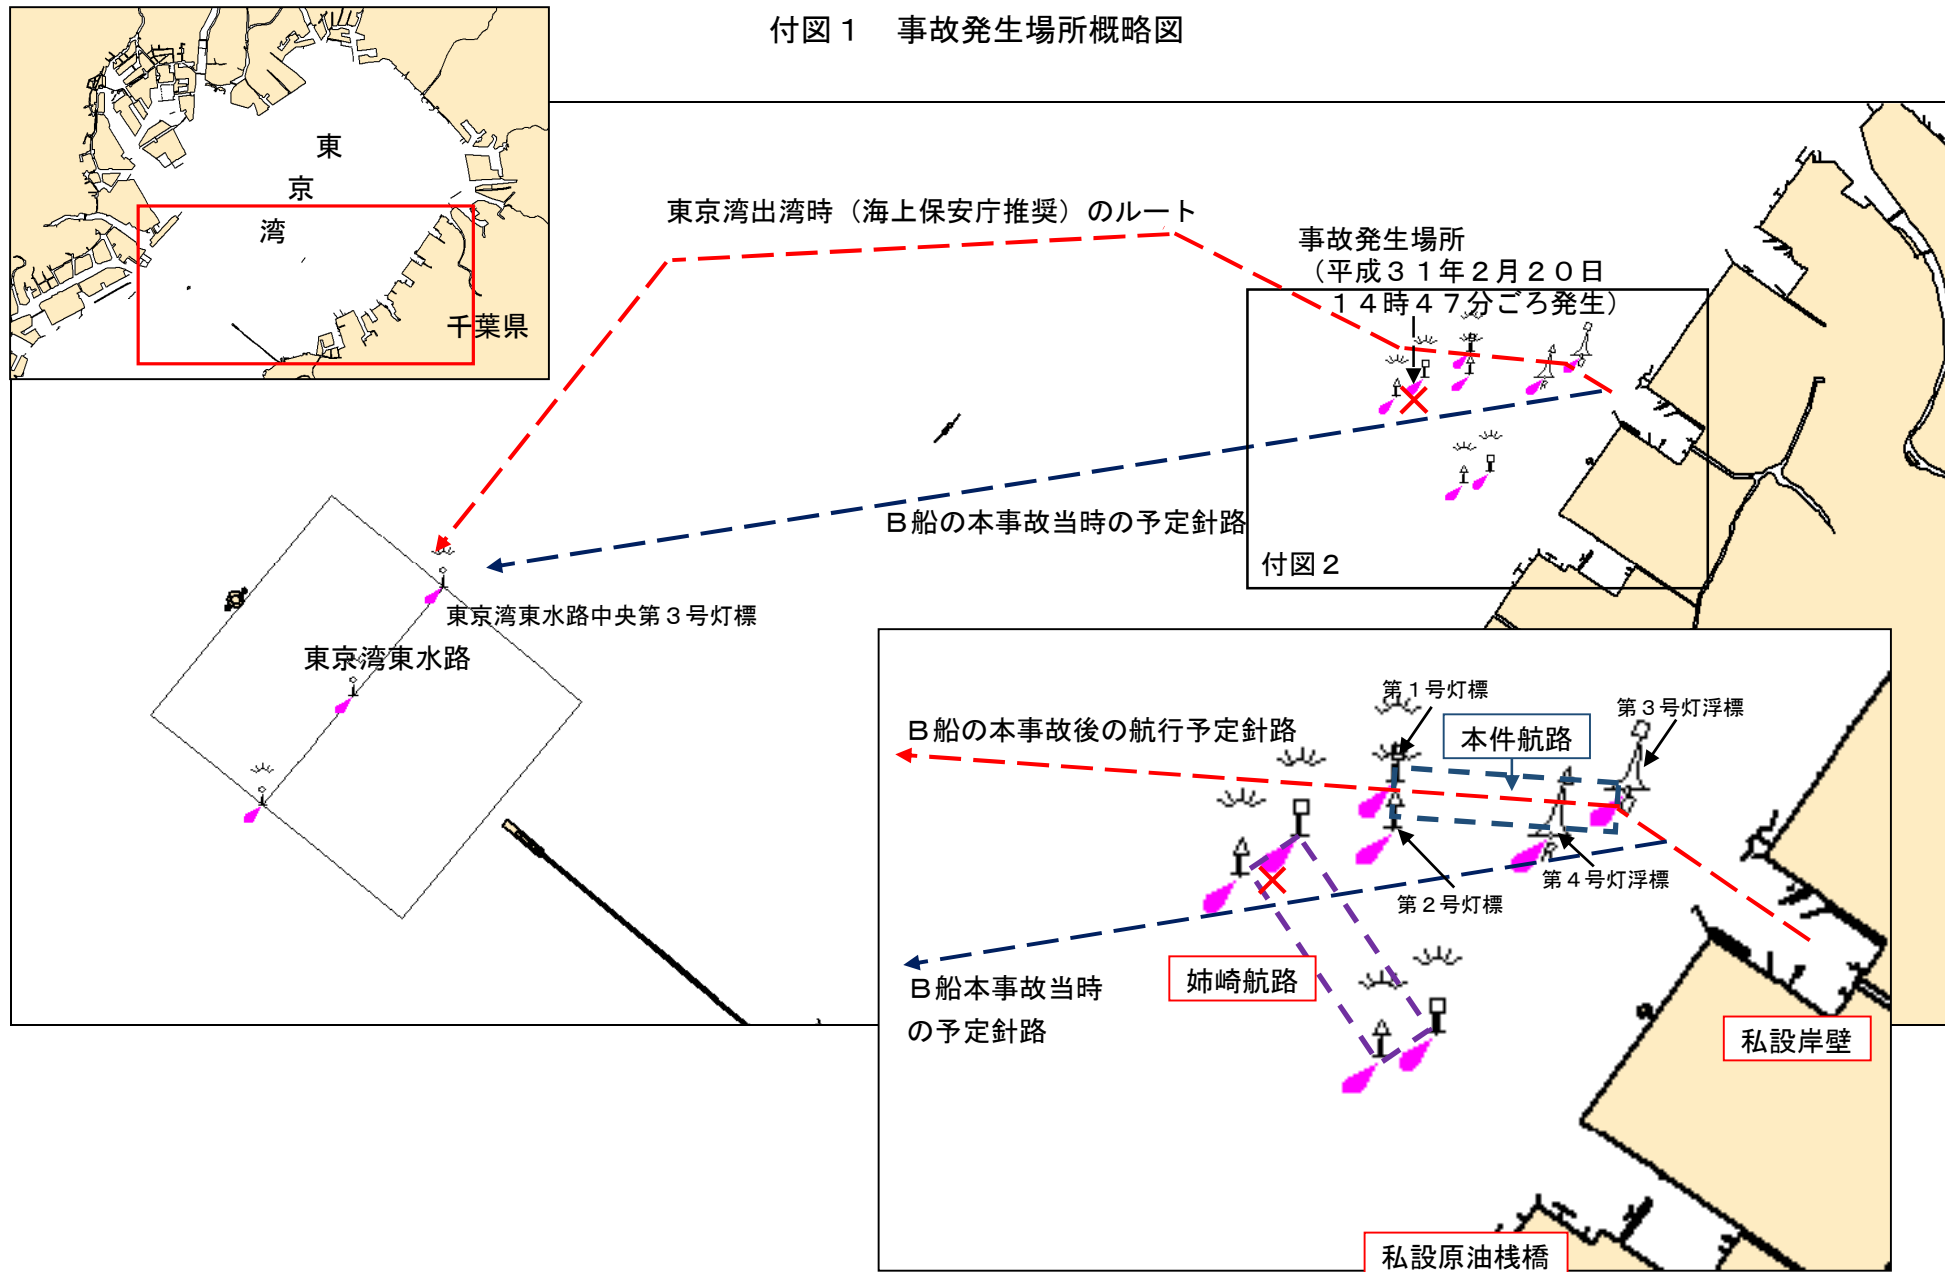 付図１　事故発生場所概略図
東
京
湾
千葉県
東京湾出湾時（海上保安庁推奨）のルート
事故発生場所
（平成３１年２月２０日
１４時４７分ごろ発生）
Ｂ船の本事故当時の予定針路
付図２
東京湾東水路中央第３号灯標
東京湾東水路
第１号灯標
第３号灯浮標
Ｂ船の本事故後の航行予定針路
本件航路
第４号灯浮標
第２号灯標
姉崎航路
Ｂ船本事故当時
の予定針路
私設岸壁
私設原油桟橋